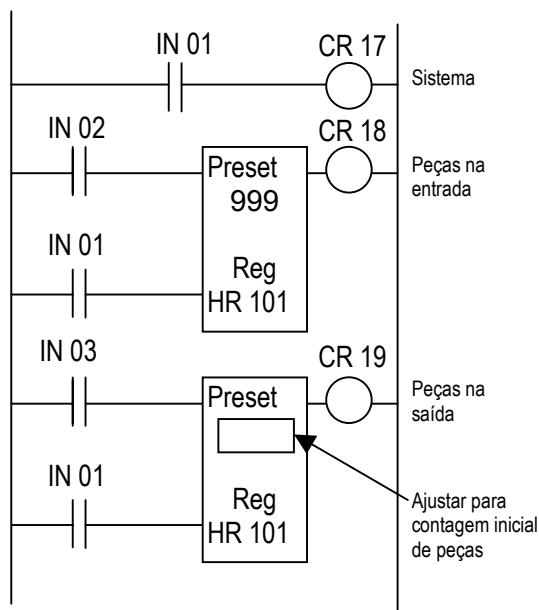 IN 01
CR 17
Sistema
IN 02
CR 18
Preset
999
Peças na
entrada
IN 01
Reg
HR 101
IN 03
CR 19
Preset
Peças na
saída
IN 01
Reg
HR 101
Ajustar para
contagem inicial
de peças